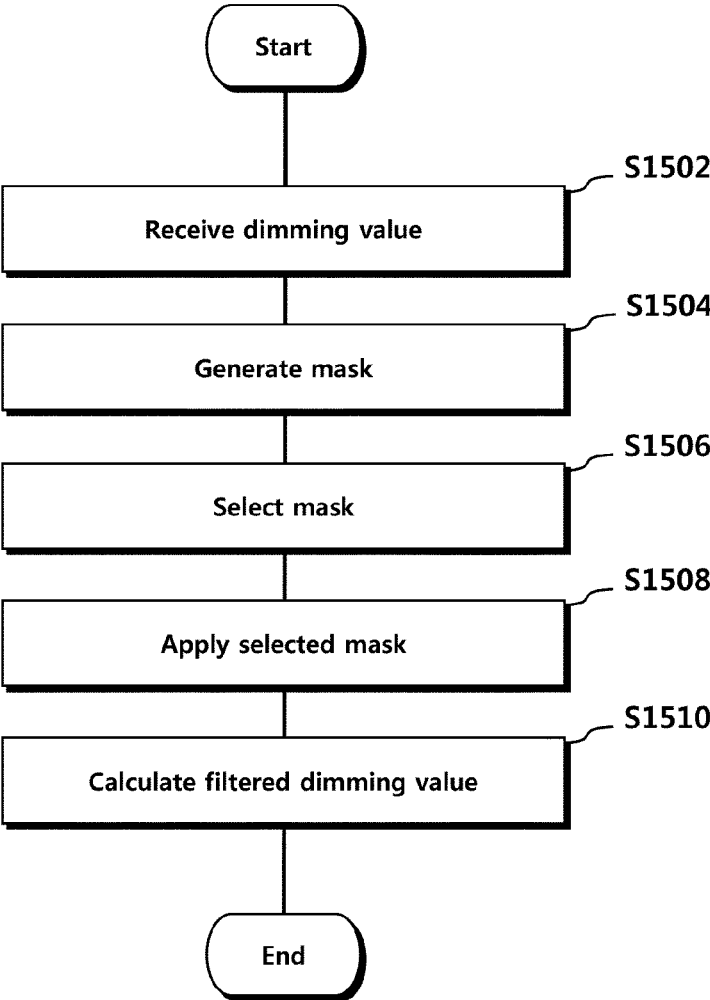 Start
S1502
Receive dimming value
S1504
Generate mask
S1506
Select mask
S1508
Apply selected mask
S1510
Calculate filtered dimming value
End